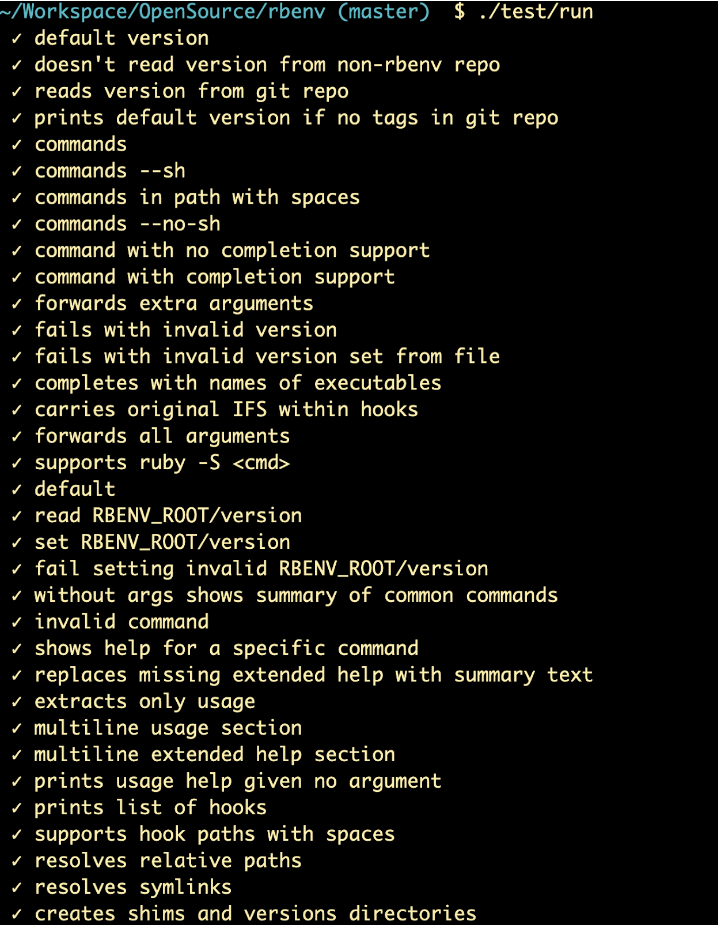 ~/Workspace/OpenSource/rbenv (master)  $ ./test/run
✓ default version
✓ doesn't read version from non-rbenv repo
✓ reads version from git repo
✓ prints default version if no tags in git repo
✓ commands
✓ commands --sh
✓ commands in path with spaces
✓ commands --no-sh
✓ command with no completion support
✓ command with completion support
✓ forwards extra arguments
✓ fails with invalid version
✓ fails with invalid version set from file
✓ completes with names of executables
✓ carries original IFS within hooks
✓ forwards all arguments
✓ supports ruby -S <cmd>
✓ default
✓ read RBENV_ROOT/version
✓ set RBENV_ROOT/version
✓ fail setting invalid RBENV_ROOT/version
✓ without args shows summary of common commands
✓ invalid command
✓ shows help for a specific command
✓ replaces missing extended help with summary text
✓ extracts only usage
✓ multiline usage section
✓ multiline extended help section
✓ prints usage help given no argument
✓ prints list of hooks
✓ supports hook paths with spaces
✓ resolves relative paths
✓ resolves symlinks
✓ creates shims and versions directories